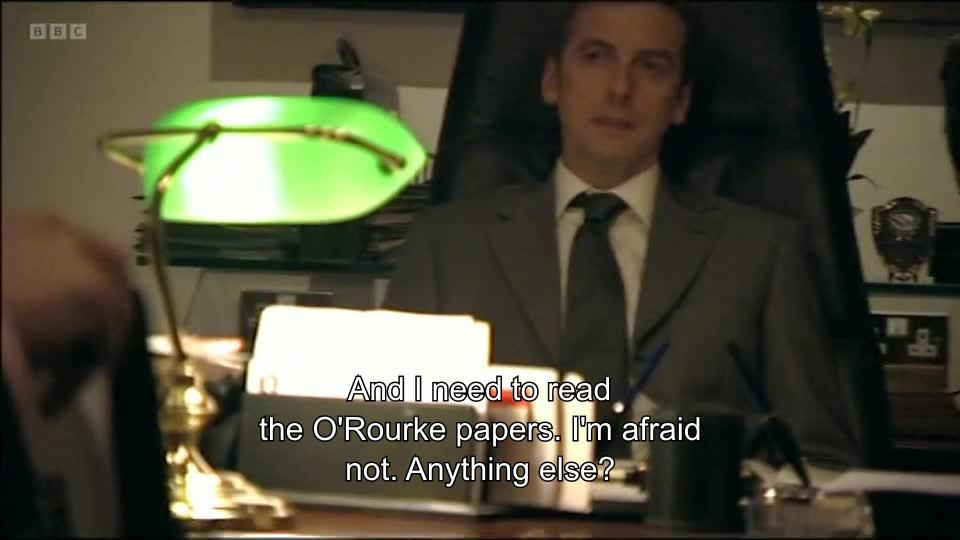 BBC
And I need to read
the O'Rourke papers. I'm afraid
not. Anything else?